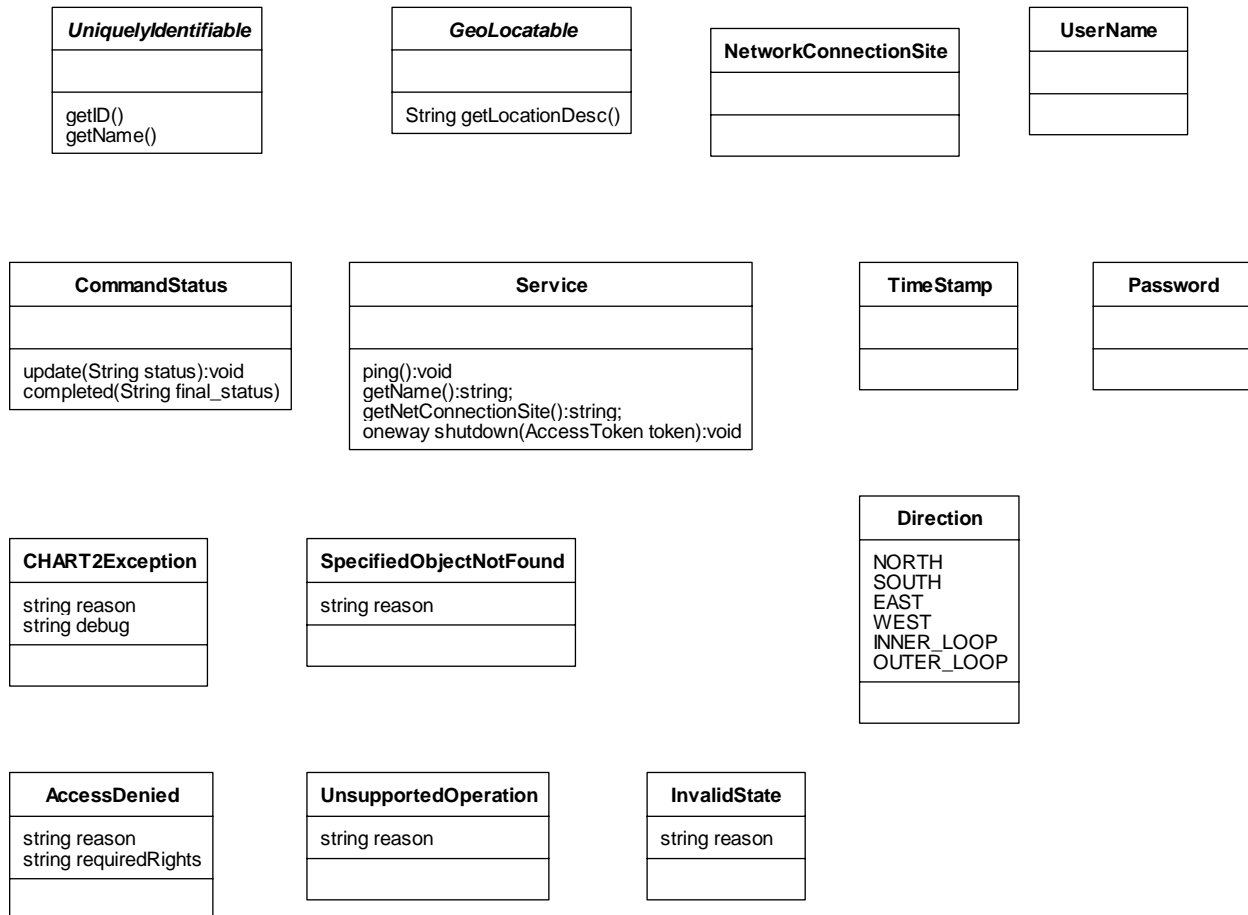 UniquelyIdentifiable
getID()
getName()
GeoLocatable
String getLocationDesc()
NetworkConnectionSite
UserName
CommandStatus
update(String status):void
completed(String final_status)
Service
ping():void
getName():string;
getNetConnectionSite():string;
oneway shutdown(AccessToken token):void
TimeStamp
Password
CHART2Exception
string reason
string debug
SpecifiedObjectNotFound
string reason
Direction
NORTH
SOUTH
EAST
WEST
INNER_LOOP
OUTER_LOOP
AccessDenied
string reason
string requiredRights
UnsupportedOperation
string reason
InvalidState
string reason